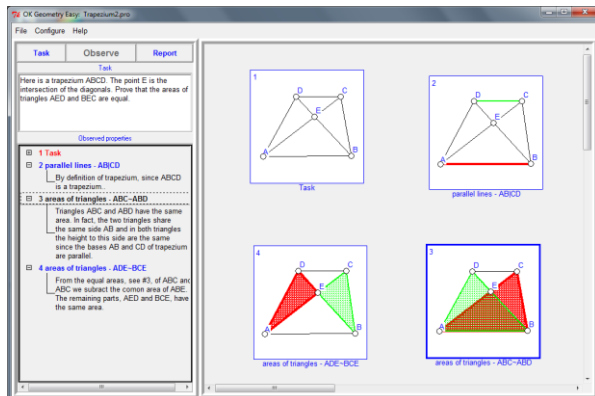 OK Geometry Easy: Trapezium2.pro
File Configure Help
Task Observe Report
Task
Here is a trapezium ABCD. The point E is the
intersection of the diagonals. Prove that the areas of
triangles AED and BEC are equal.
Observed properties
1 Task
2 parallel lines - AB|CD
By definition of trapezium, since ABCD
is a trapezium..
3 areas of triangles - ABC~ABD
Triangles ABC and ABD have the same
area. In fact, the two triangles share
the same side AB and in both triangles
the height to this side are the same
since the bases AB and CD of trapezium
are parallel.
4 areas of triangles - ADE~BCE
From the equal areas, see #3, of ABC and
ABC we subtract the comon area of ABE.
The remaining parts, AED and BCE, have
the same area.
1
D C
E
A B
Task
2
D C
E
A B
parallel lines - AB|CD
4
D C
E
A B
areas of triangles - ADE~BCE
3
D C
E
A B
areas of triangles - ABC~ABD